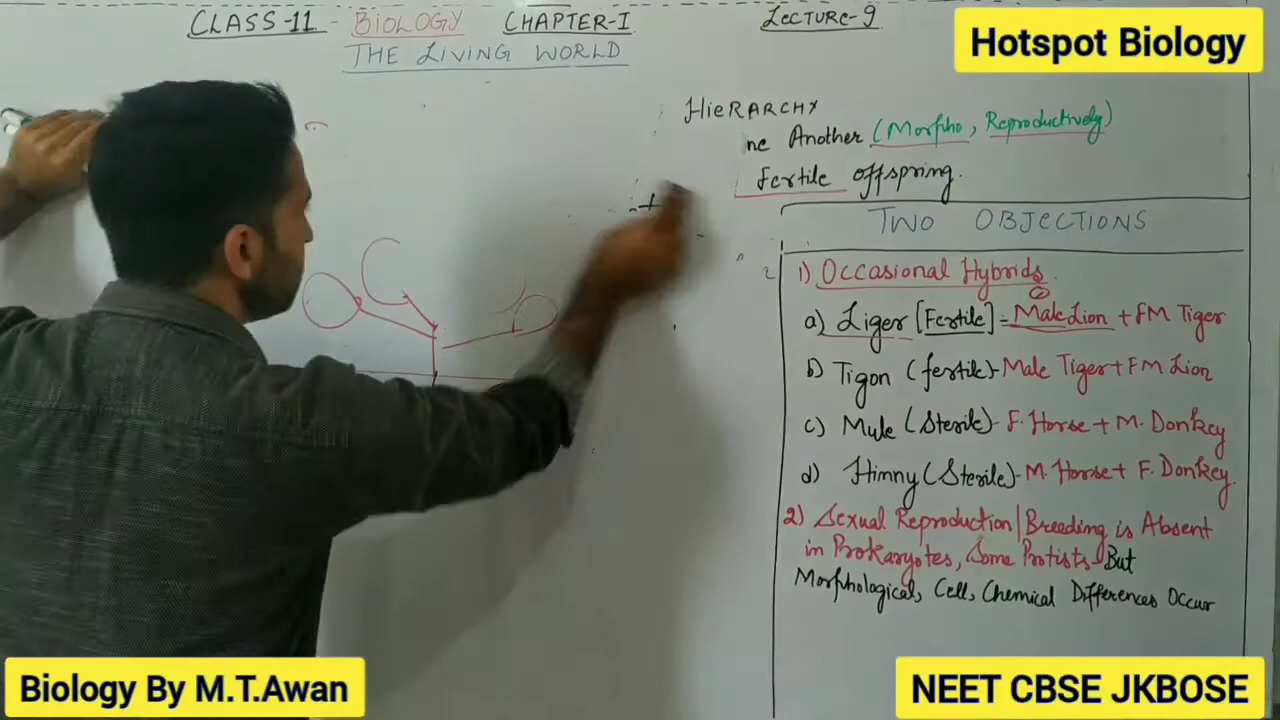 CLASS-11 - BIOLOGY CHAPTER-I LECTURE-9
THE LIVING WORLD
Hotspot Biology
HieRARCHY
ne Another (Morpho, Reproductively)
Fertile offspring.
TWO OBJECTIONS
1) Occasional Hybrids.
a) Liger [Fertile] = Male Lion + FM Tiger
b) Tigon (fertile)- Male Tiger + FM Lion
c) Mule (Sterile)- F. Horse + M. Donkey
d) Himny (Sterile)- M. Horse + F. Donkey.
2) Sexual Reproduction | Breeding is Absent
in Prokaryotes, Some Protists But
Morphological, Cell, Chemical Differences Occur
Biology By M.T.Awan
NEET CBSE JKBOSE